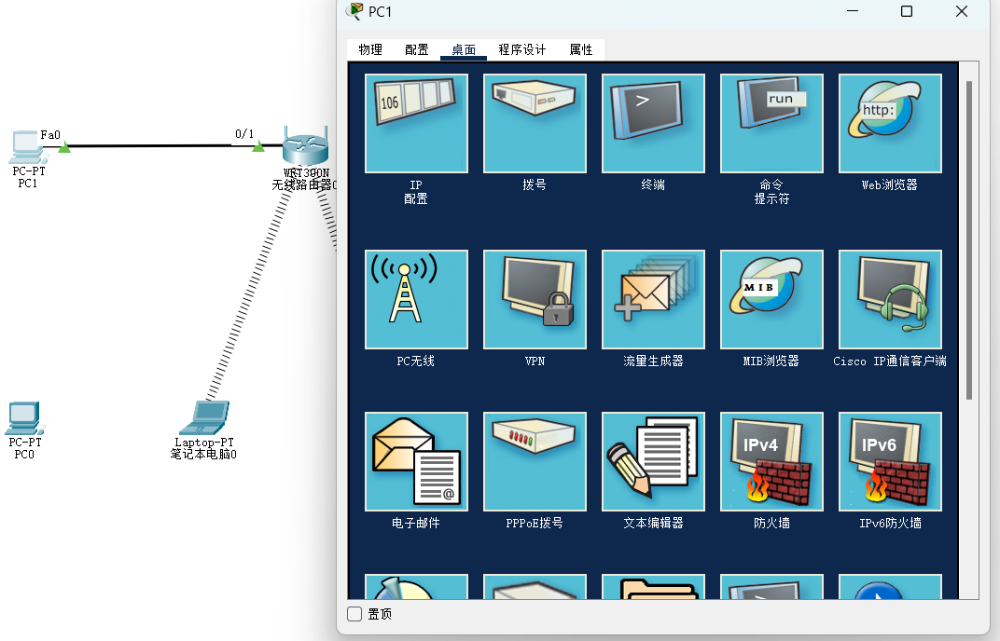 PC1
物理 配置 桌面 程序设计 属性
106
>
run
http:
IP
配置
拨号
终端
命令
提示符
Web浏览器
MIB
PC无线
VPN
流量生成器
MIB浏览器
Cisco IP通信客户端
@
IPv4
IPv6
电子邮件
PPPoE拨号
文本编辑器
防火墙
IPv6防火墙
置顶
Fa0
0/1
PC-PT
PC1
WRT300N
无线路由器0
PC-PT
PC0
Laptop-PT
笔记本电脑0